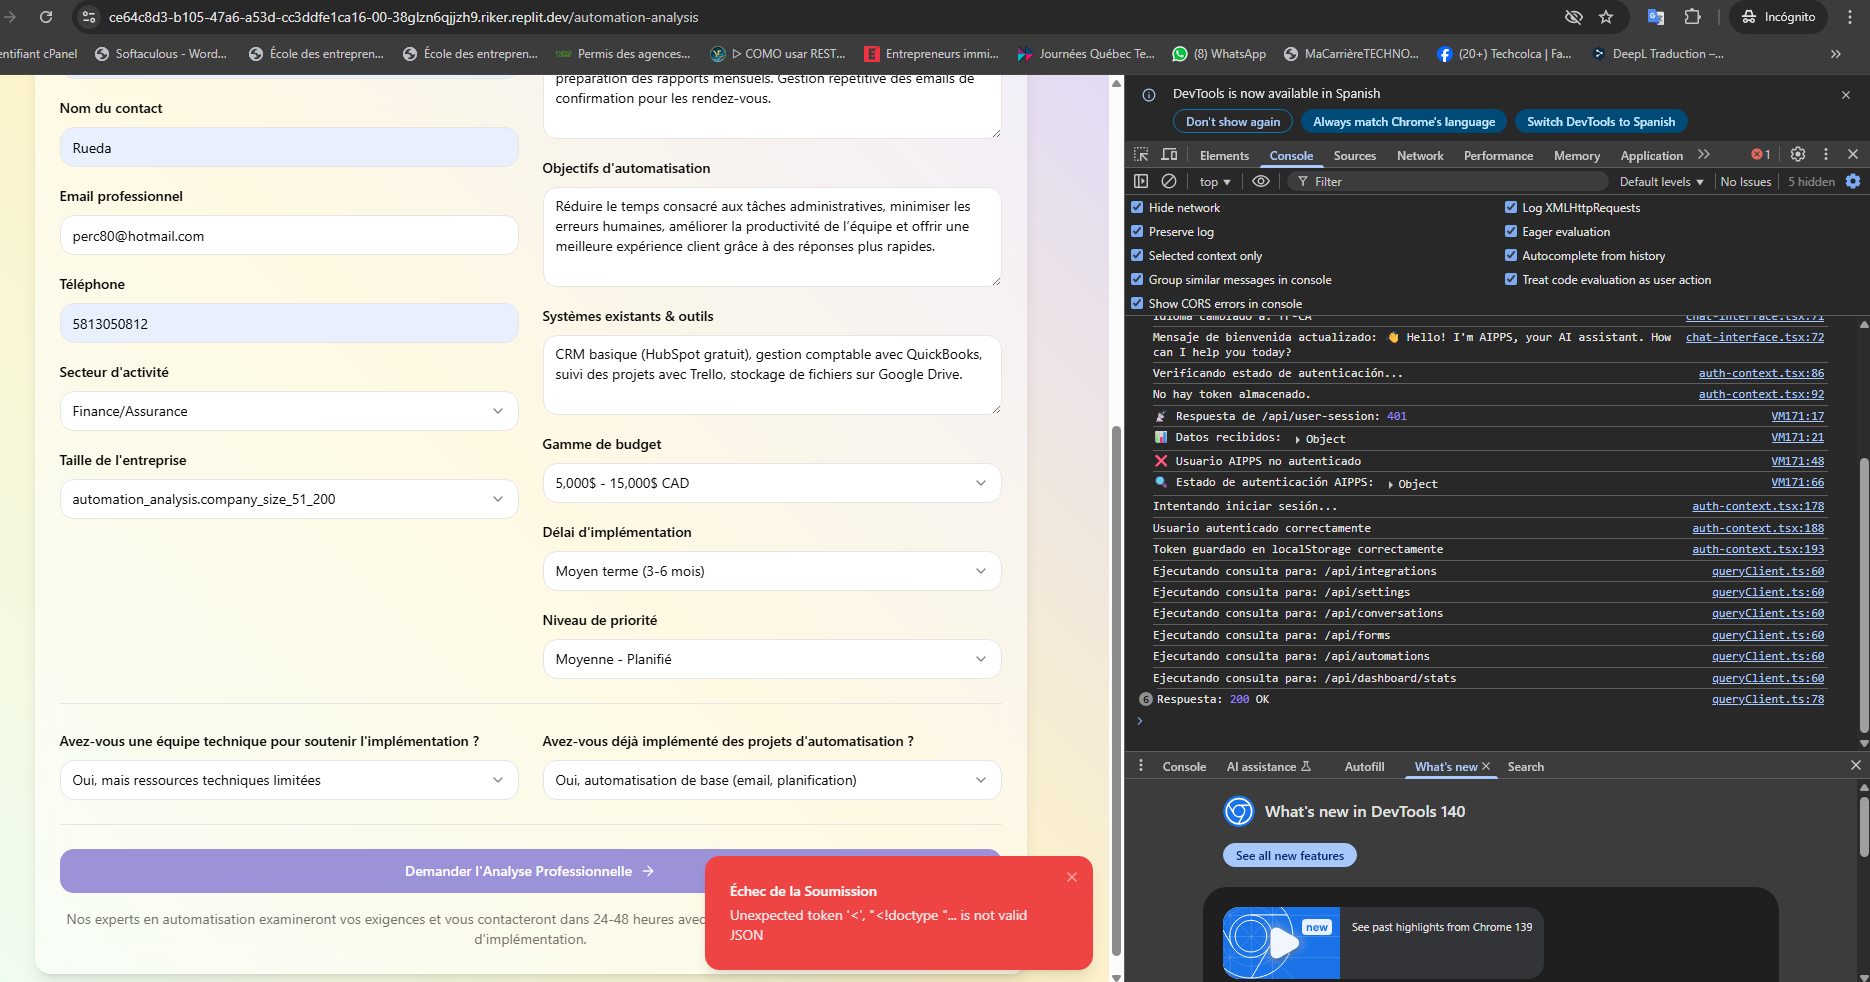 ce64c8d3-b105-47a6-a53d-cc3ddfe1ca16-00-38glzn6qjjzh9.riker.replit.dev/automation-analysis
Incógnito
entifiant cPanel
Softaculous - Word...
École des entrepren...
École des entrepren...
Permis des agences...
ᐅ COMO usar REST...
Entrepreneurs immi...
Journées Québec Te...
(8) WhatsApp
MaCarrièreTECHNO...
(20+) Techcolca | Fa...
DeepL Traduction –...
Nom du contact
Rueda
Email professionnel
perc80@hotmail.com
Téléphone
5813050812
Secteur d'activité
Finance/Assurance
Taille de l'entreprise
automation_analysis.company_size_51_200
préparation des rapports mensuels. Gestion répétitive des emails de
confirmation pour les rendez-vous.
Objectifs d'automatisation
Réduire le temps consacré aux tâches administratives, minimiser les
erreurs humaines, améliorer la productivité de l'équipe et offrir une
meilleure expérience client grâce à des réponses plus rapides.
Systèmes existants & outils
CRM basique (HubSpot gratuit), gestion comptable avec QuickBooks,
suivi des projets avec Trello, stockage de fichiers sur Google Drive.
Gamme de budget
5,000$ - 15,000$ CAD
Délai d'implémentation
Moyen terme (3-6 mois)
Niveau de priorité
Moyenne - Planifié
Avez-vous une équipe technique pour soutenir l'implémentation ?
Oui, mais ressources techniques limitées
Avez-vous déjà implémenté des projets d'automatisation ?
Oui, automatisation de base (email, planification)
Demander l'Analyse Professionnelle →
Nos experts en automatisation examineront vos exigences et vous contacteront dans 24-48 heures avec
d'implémentation.
Échec de la Soumission
Unexpected token '<', "<!doctype "... is not valid
JSON
DevTools is now available in Spanish
Don't show again
Always match Chrome's language
Switch DevTools to Spanish
Elements
Console
Sources
Network
Performance
Memory
Application
1
top
Filter
Default levels
No Issues
5 hidden
Hide network
Log XMLHttpRequests
Preserve log
Eager evaluation
Selected context only
Autocomplete from history
Group similar messages in console
Treat code evaluation as user action
Show CORS errors in console
Idioma cambiado a: fr-CA chat-interface.tsx:71
Mensaje de bienvenida actualizado: 👋 Hello! I'm AIPPS, your AI assistant. How chat-interface.tsx:72
can I help you today?
Verificando estado de autenticación... auth-context.tsx:86
No hay token almacenado. auth-context.tsx:92
📡 Respuesta de /api/user-session: 401 VM171:17
📊 Datos recibidos: ▸ Object VM171:21
❌ Usuario AIPPS no autenticado VM171:48
🔍 Estado de autenticación AIPPS: ▸ Object VM171:66
Intentando iniciar sesión... auth-context.tsx:178
Usuario autenticado correctamente auth-context.tsx:188
Token guardado en localStorage correctamente auth-context.tsx:193
Ejecutando consulta para: /api/integrations queryClient.ts:60
Ejecutando consulta para: /api/settings queryClient.ts:60
Ejecutando consulta para: /api/conversations queryClient.ts:60
Ejecutando consulta para: /api/forms queryClient.ts:60
Ejecutando consulta para: /api/automations queryClient.ts:60
Ejecutando consulta para: /api/dashboard/stats queryClient.ts:60
6 Respuesta: 200 OK queryClient.ts:78
Console
AI assistance
Autofill
What's new
Search
What's new in DevTools 140
See all new features
new
See past highlights from Chrome 139